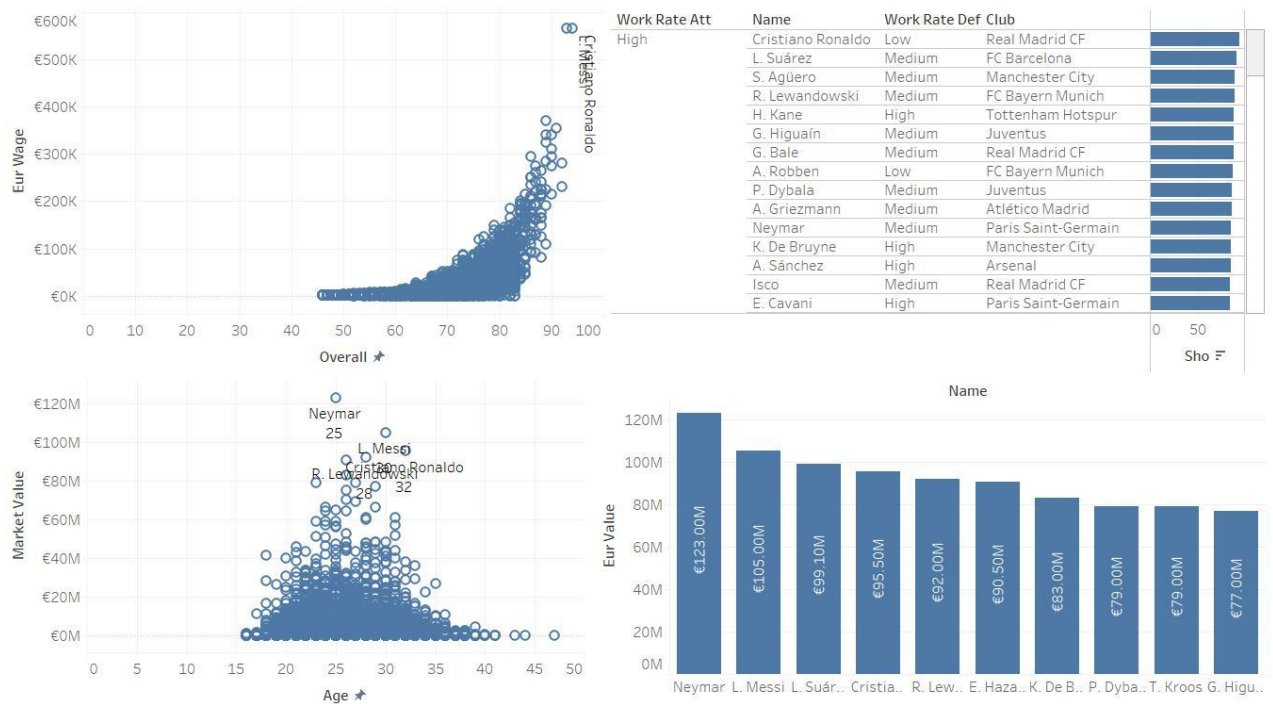 €600K
€500K
€400K
€300K
€200K
€100K
€0K
Eur Wage
Cristiano Ronaldo
L. Messi
0 10 20 30 40 50 60 70 80 90 100
Overall
Work Rate Att Name Work Rate Def Club
High Cristiano Ronaldo Low Real Madrid CF
L. Suárez Medium FC Barcelona
S. Agüero Medium Manchester City
R. Lewandowski Medium FC Bayern Munich
H. Kane High Tottenham Hotspur
G. Higuaín Medium Juventus
G. Bale Medium Real Madrid CF
A. Robben Low FC Bayern Munich
P. Dybala Medium Juventus
A. Griezmann Medium Atlético Madrid
Neymar Medium Paris Saint-Germain
K. De Bruyne High Manchester City
A. Sánchez High Arsenal
Isco Medium Real Madrid CF
E. Cavani High Paris Saint-Germain
0 50
Sho
€120M
€100M
€80M
€60M
€40M
€20M
€0M
Market Value
Neymar
25
L. Messi
30
Cristiano Ronaldo
32
R. Lewandowski
28
0 5 10 15 20 25 30 35 40 45 50
Age
Name
120M
100M
80M
60M
40M
20M
0M
Eur Value
€123.00M €105.00M €99.10M €95.50M €92.00M €90.50M €83.00M €79.00M €79.00M €77.00M
Neymar L. Messi L. Suár.. Cristia.. R. Lew.. E. Haza.. K. De B.. P. Dyba.. T. Kroos G. Higu..